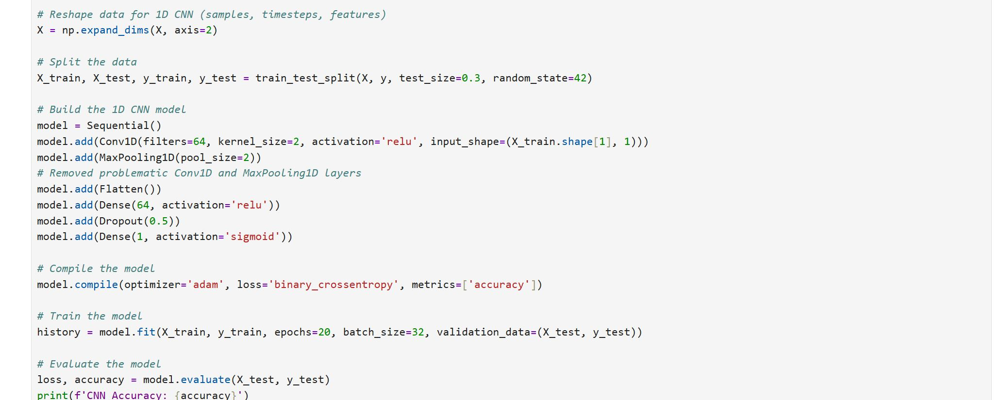 # Reshape data for 1D CNN (samples, timesteps, features)
X = np.expand_dims(X, axis=2)
# Split the data
X_train, X_test, y_train, y_test = train_test_split(X, y, test_size=0.3, random_state=42)
# Build the 1D CNN model
model = Sequential()
model.add(Conv1D(filters=64, kernel_size=2, activation='relu', input_shape=(X_train.shape[1], 1)))
model.add(MaxPooling1D(pool_size=2))
# Removed problematic Conv1D and MaxPooling1D layers
model.add(Flatten())
model.add(Dense(64, activation='relu'))
model.add(Dropout(0.5))
model.add(Dense(1, activation='sigmoid'))
# Compile the model
model.compile(optimizer='adam', loss='binary_crossentropy', metrics=['accuracy'])
# Train the model
history = model.fit(X_train, y_train, epochs=20, batch_size=32, validation_data=(X_test, y_test))
# Evaluate the model
loss, accuracy = model.evaluate(X_test, y_test)
print(f'CNN Accuracy: {accuracy}')